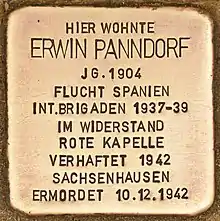 HIER WOHNTE
ERWIN PANNDORF
JG. 1904
FLUCHT SPANIEN
INT.BRIGADEN 1937-39
IM WIDERSTAND
ROTE KAPELLE
VERHAFTET 1942
SACHSENHAUSEN
ERMORDET 10.12.1942